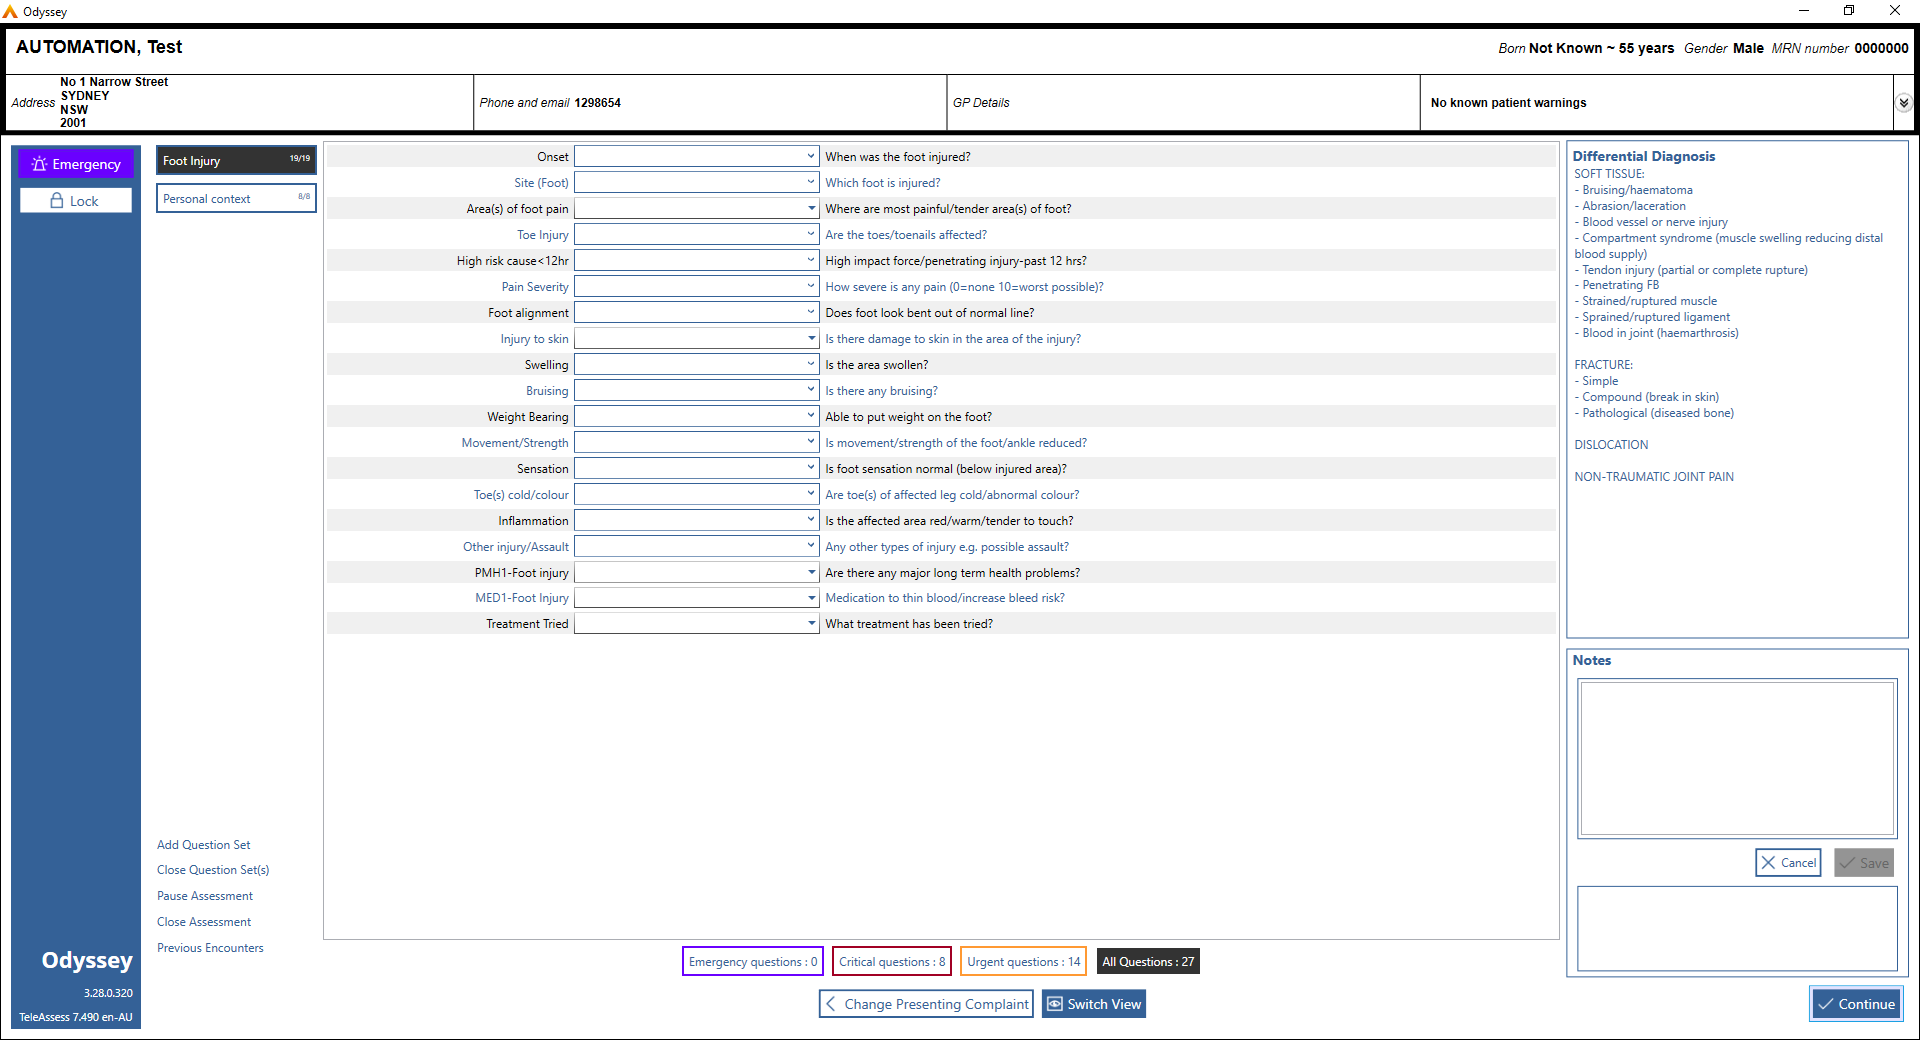 Odyssey
AUTOMATION, Test
Born Not Known ~ 55 years Gender Male MRN number 0000000
Address No 1 Narrow Street
SYDNEY
NSW
2001
Phone and email 1298654
GP Details
No known patient warnings
Emergency
Lock
Foot Injury 19/19
Personal context 8/8
Onset When was the foot injured?
Site (Foot) Which foot is injured?
Area(s) of foot pain Where are most painful/tender area(s) of foot?
Toe Injury Are the toes/toenails affected?
High risk cause<12hr High impact force/penetrating injury-past 12 hrs?
Pain Severity How severe is any pain (0=none 10=worst possible)?
Foot alignment Does foot look bent out of normal line?
Injury to skin Is there damage to skin in the area of the injury?
Swelling Is the area swollen?
Bruising Is there any bruising?
Weight Bearing Able to put weight on the foot?
Movement/Strength Is movement/strength of the foot/ankle reduced?
Sensation Is foot sensation normal (below injured area)?
Toe(s) cold/colour Are toe(s) of affected leg cold/abnormal colour?
Inflammation Is the affected area red/warm/tender to touch?
Other injury/Assault Any other types of injury e.g. possible assault?
PMH1-Foot injury Are there any major long term health problems?
MED1-Foot Injury Medication to thin blood/increase bleed risk?
Treatment Tried What treatment has been tried?
Differential Diagnosis
SOFT TISSUE:
- Bruising/haematoma
- Abrasion/laceration
- Blood vessel or nerve injury
- Compartment syndrome (muscle swelling reducing distal
blood supply)
- Tendon injury (partial or complete rupture)
- Penetrating FB
- Strained/ruptured muscle
- Sprained/ruptured ligament
- Blood in joint (haemarthrosis)
FRACTURE:
- Simple
- Compound (break in skin)
- Pathological (diseased bone)
DISLOCATION
NON-TRAUMATIC JOINT PAIN
Notes
Cancel
Save
Add Question Set
Close Question Set(s)
Pause Assessment
Close Assessment
Previous Encounters
Odyssey
3.28.0.320
TeleAssess 7.490 en-AU
Emergency questions : 0
Critical questions : 8
Urgent questions : 14
All Questions : 27
Change Presenting Complaint
Switch View
Continue